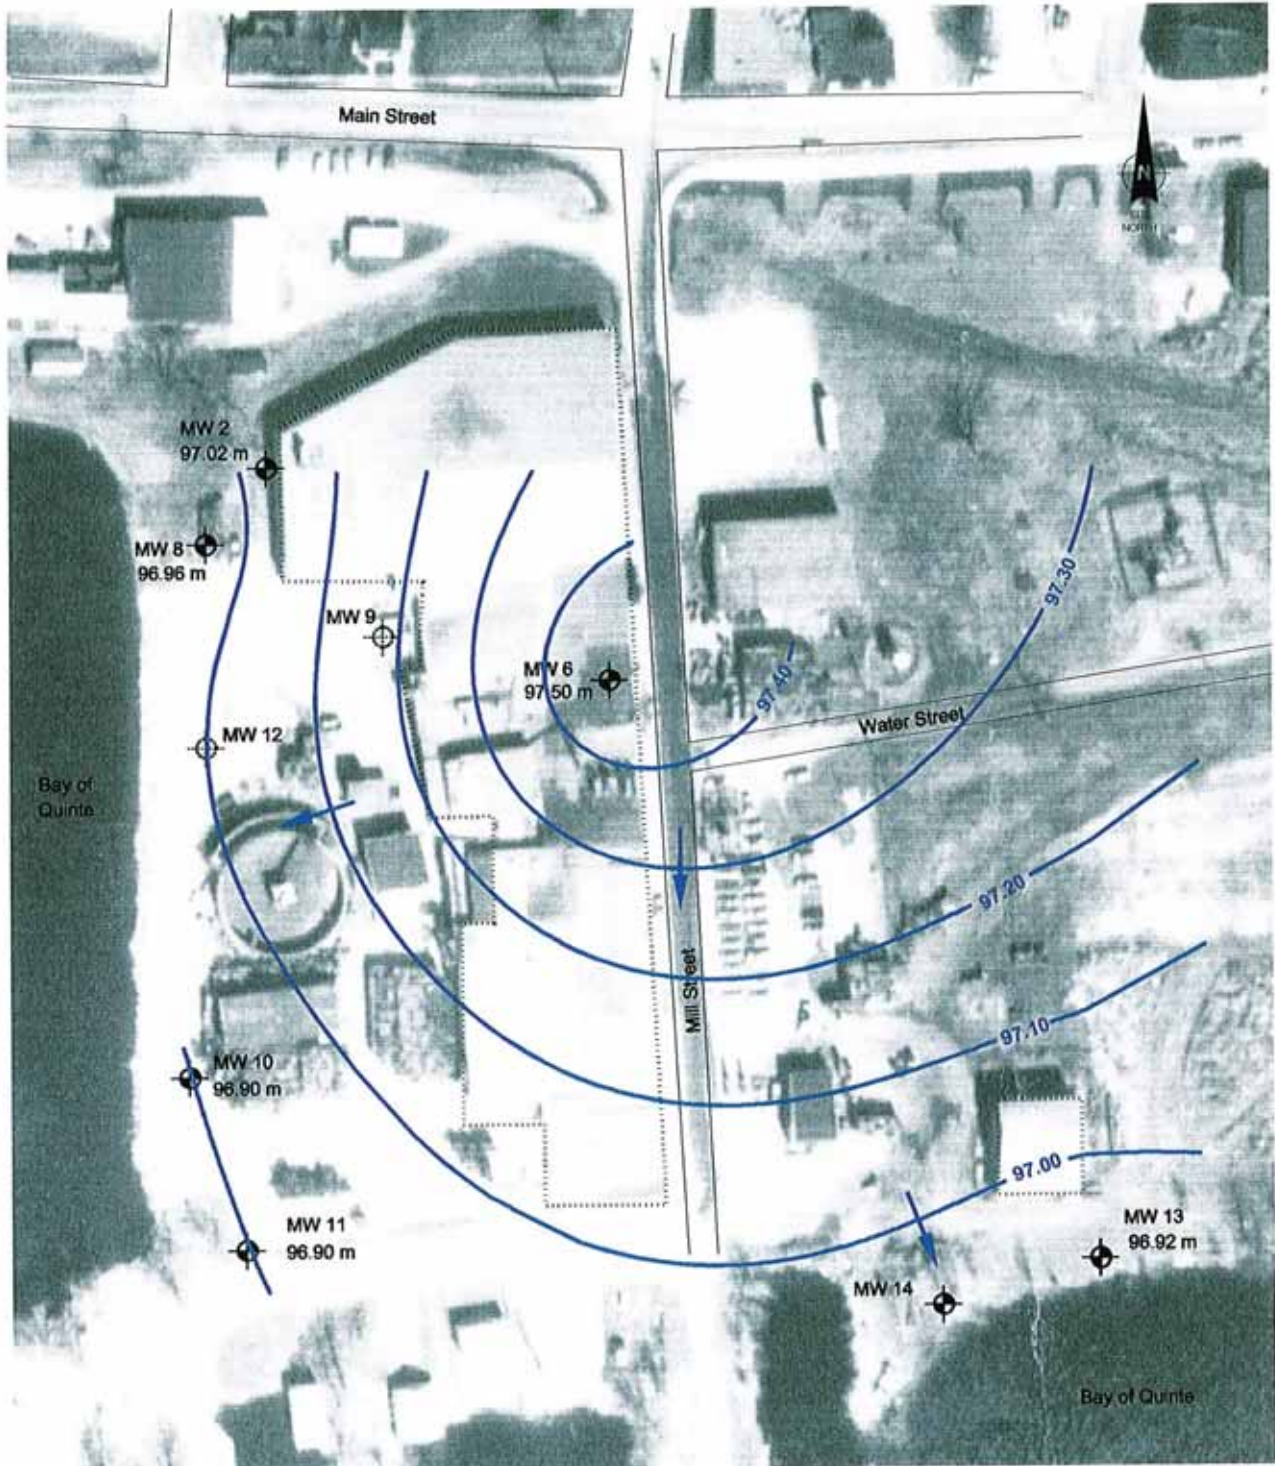 Main Street
N
NORTH
MW 2
97.02 m
MW 8
96.96 m
97.30
MW 9
MW 6
97.50 m
97.40
Water Street
MW 12
Bay of
Quinte
97.20
Mill Street
97.10
MW 10
96.90 m
97.00
MW 11
96.90 m
MW 13
96.92 m
MW 14
Bay of Quinte